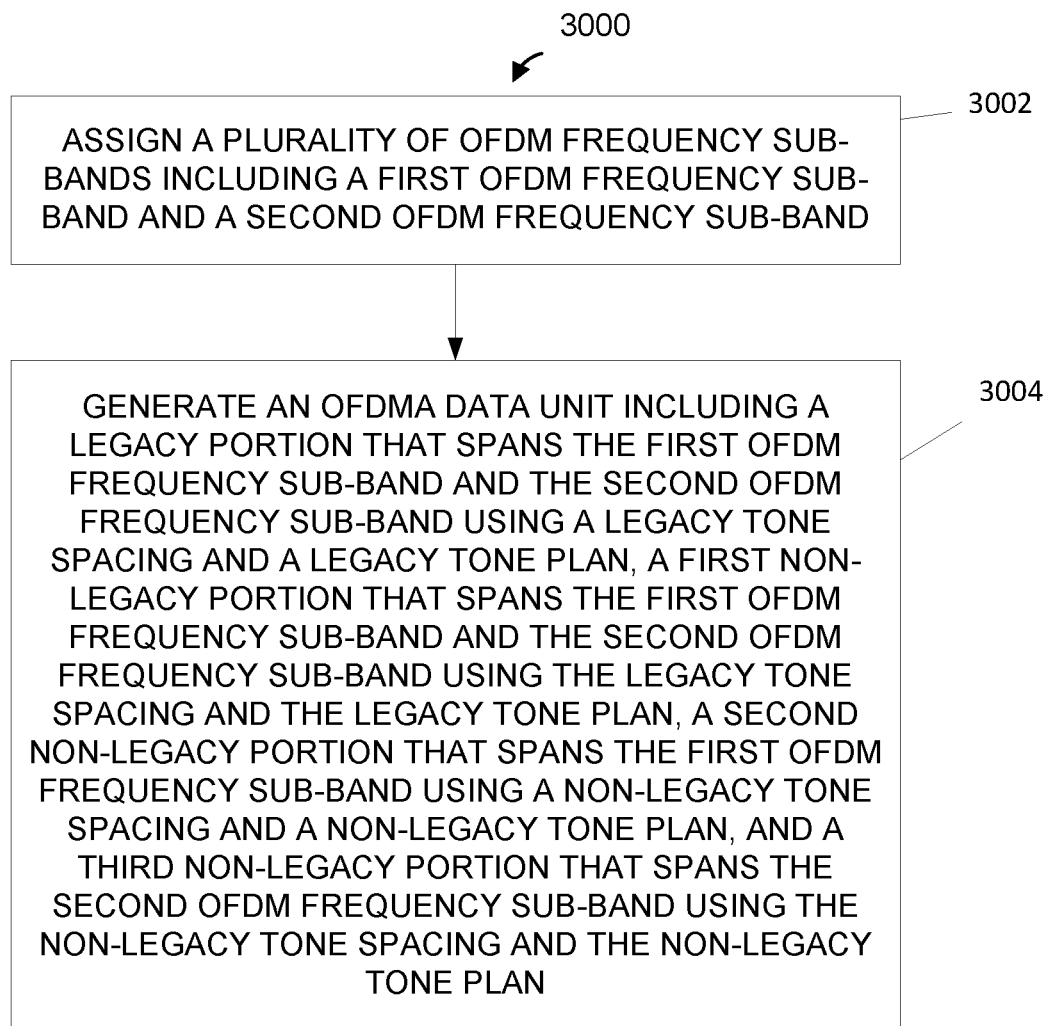 3000
3002
ASSIGN A PLURALITY OF OFDM FREQUENCY SUB-
BANDS INCLUDING A FIRST OFDM FREQUENCY SUB-
BAND AND A SECOND OFDM FREQUENCY SUB-BAND
3004
GENERATE AN OFDMA DATA UNIT INCLUDING A
LEGACY PORTION THAT SPANS THE FIRST OFDM
FREQUENCY SUB-BAND AND THE SECOND OFDM
FREQUENCY SUB-BAND USING A LEGACY TONE
SPACING AND A LEGACY TONE PLAN, A FIRST NON-
LEGACY PORTION THAT SPANS THE FIRST OFDM
FREQUENCY SUB-BAND AND THE SECOND OFDM
FREQUENCY SUB-BAND USING THE LEGACY TONE
SPACING AND THE LEGACY TONE PLAN, A SECOND
NON-LEGACY PORTION THAT SPANS THE FIRST OFDM
FREQUENCY SUB-BAND USING A NON-LEGACY TONE
SPACING AND A NON-LEGACY TONE PLAN, AND A
THIRD NON-LEGACY PORTION THAT SPANS THE
SECOND OFDM FREQUENCY SUB-BAND USING THE
NON-LEGACY TONE SPACING AND THE NON-LEGACY
TONE PLAN